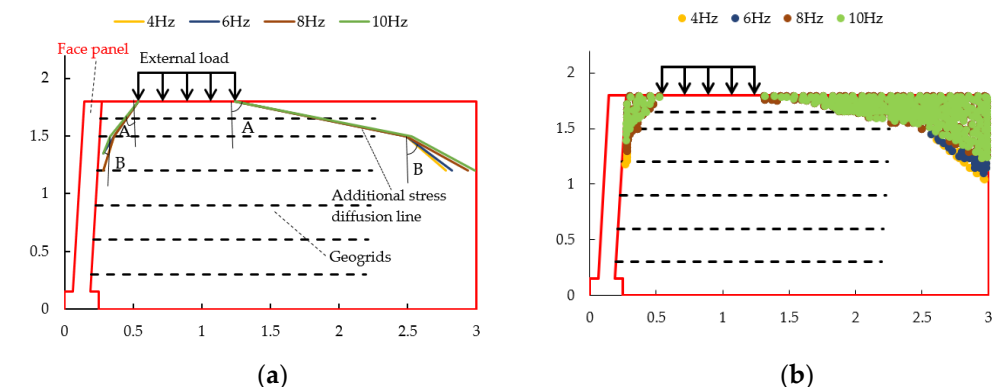 4Hz 6Hz 8Hz 10Hz
Face panel
External load
2
1.5
1
0.5
0
A
A
B
B
Additional stress
diffusion line
Geogrids
0 0.5 1 1.5 2 2.5 3
(a)
4Hz 6Hz 8Hz 10Hz
2
1.5
1
0.5
0
0 0.5 1 1.5 2 2.5 3
(b)